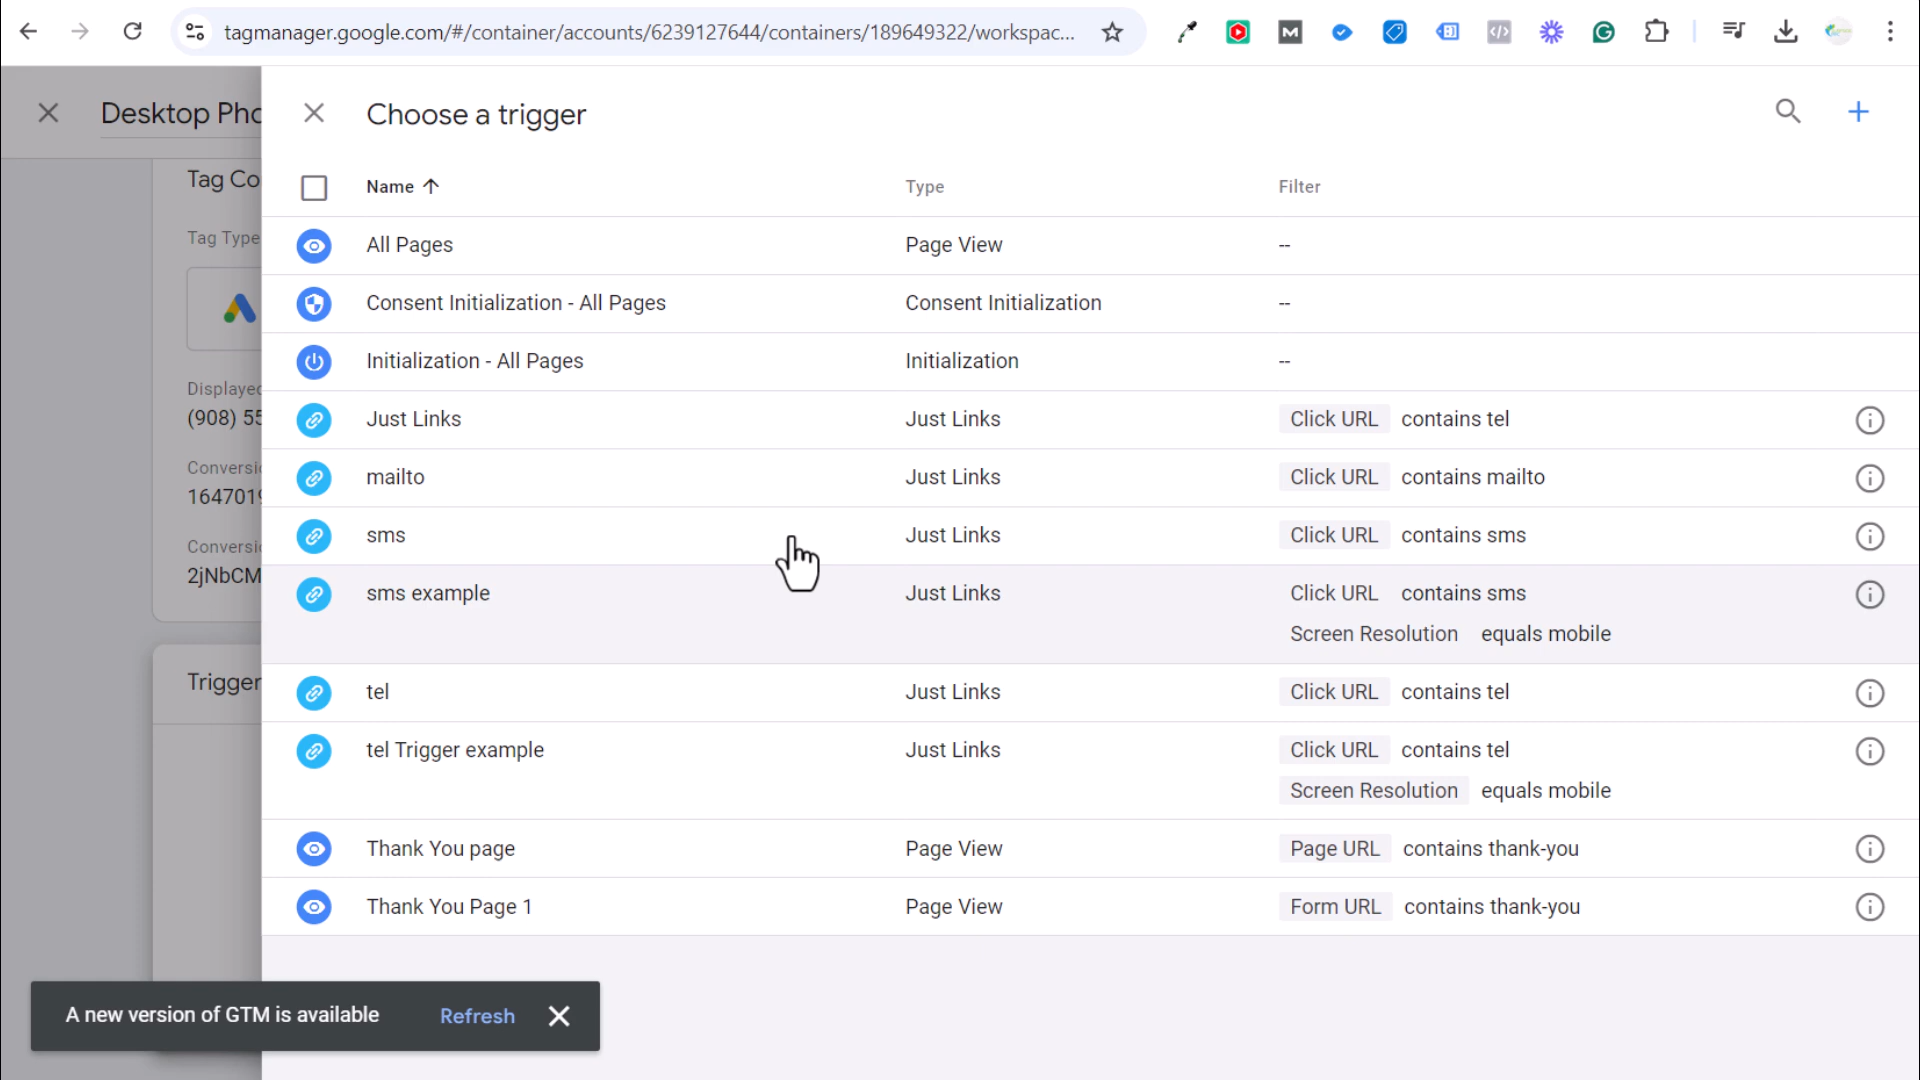 tagmanager.google.com/#/container/accounts/6239127644/containers/189649322/workspac...
Desktop Pho
Choose a trigger
Tag Co
Name Type Filter
Tag Type
All Pages Page View --
Consent Initialization - All Pages Consent Initialization --
Initialization - All Pages Initialization --
Displayed
(908) 55
Just Links Just Links Click URL contains tel
Conversi
1647019
mailto Just Links Click URL contains mailto
sms Just Links Click URL contains sms
Conversi
2jNbCM
sms example Just Links Click URL contains sms
Screen Resolution equals mobile
Trigger
tel Just Links Click URL contains tel
tel Trigger example Just Links Click URL contains tel
Screen Resolution equals mobile
Thank You page Page View Page URL contains thank-you
Thank You Page 1 Page View Form URL contains thank-you
A new version of GTM is available Refresh